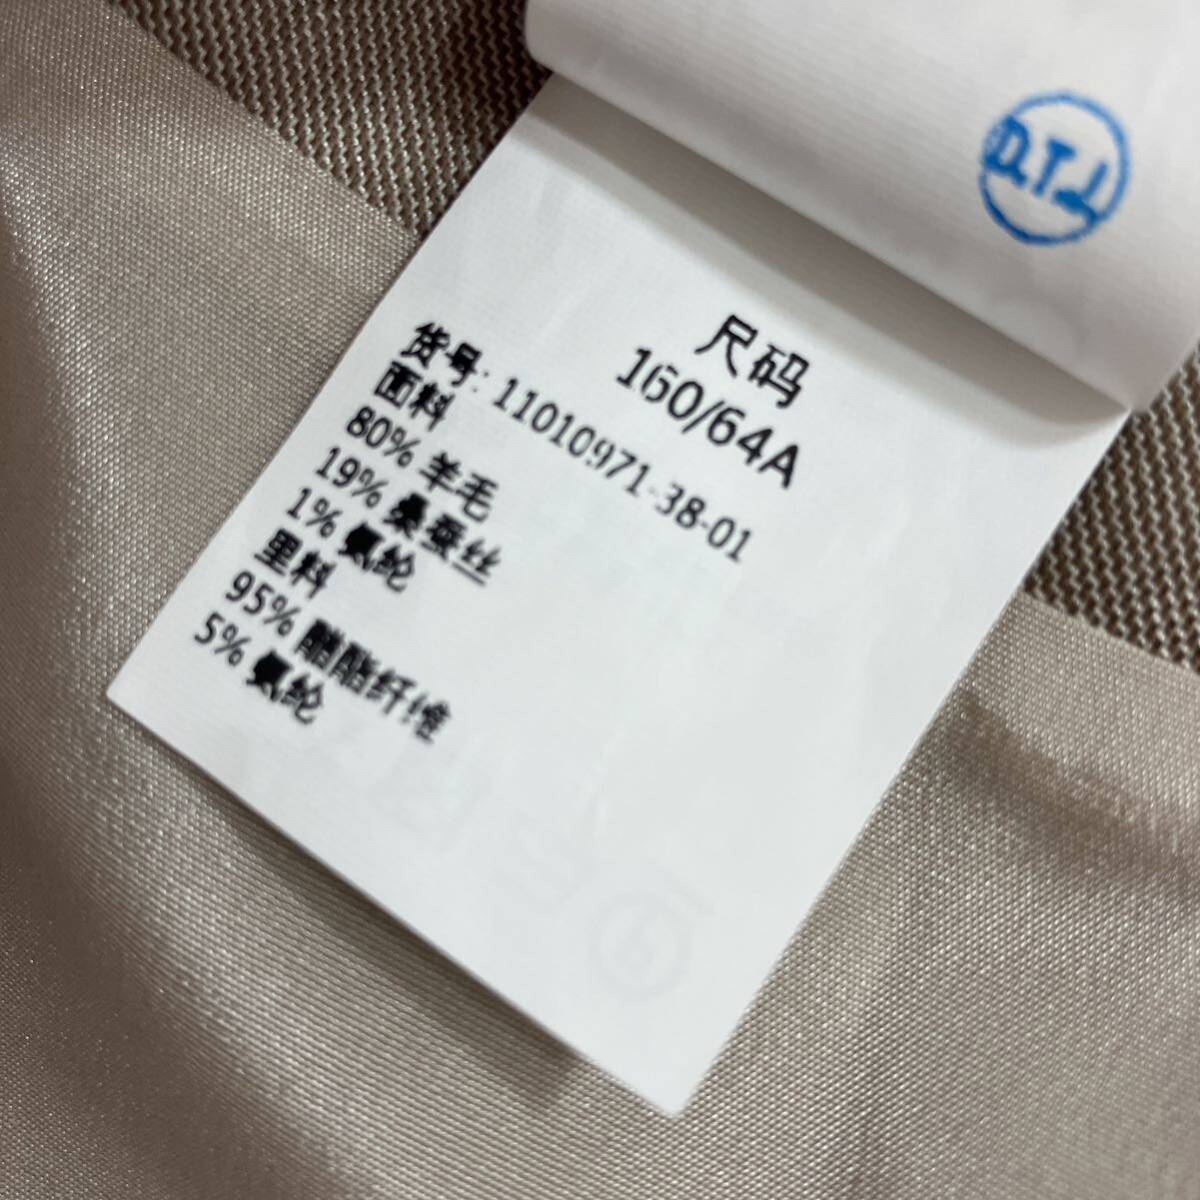 D.T.J
尺码
160/64A
货号: 11010971-38-01
面料
80% 羊毛
19% 桑蚕丝
1% 氨纶
里料
95% 醋酯纤维
5% 氨纶